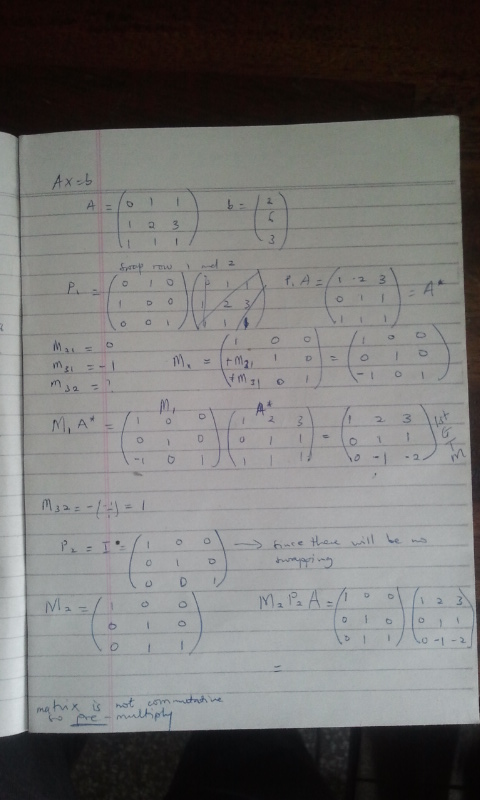 Ax=b
A = ( 0 1 1 b = ( 2
1 2 3 6
1 1 1 ) 3 )
Swap row 1 and 2
P1 = ( 0 1 0 ( 0 1 1 P1 A = ( 1 2 3
1 0 0 1 2 3 0 1 1 = A*
0 0 1 ) 1 1 1 ) 1 1 1 )
m21 = 0
m31 = -1
m32 = ?
M1 = ( 1 0 0 = ( 1 0 0
+m21 1 0 0 1 0
+m31 0 1 ) -1 0 1 )
M1 A*
M1 A* = ( 1 0 0 ( 1 2 3 = ( 1 2 3
0 1 0 0 1 1 0 1 1
-1 0 1 ) 1 1 1 ) 0 -1 -2 )
1st G T M
m32 = -(-1/1) = 1
P2 = I = ( 1 0 0 → since there will be no
0 1 0 swapping
0 0 1 )
M2 = ( 1 0 0 M2 P2 A = ( 1 0 0 ( 1 2 3
0 1 0 0 1 0 0 1 1
0 1 1 ) 0 1 1 ) 0 -1 -2 )
=
matrix is not commutative
so pre-multiply